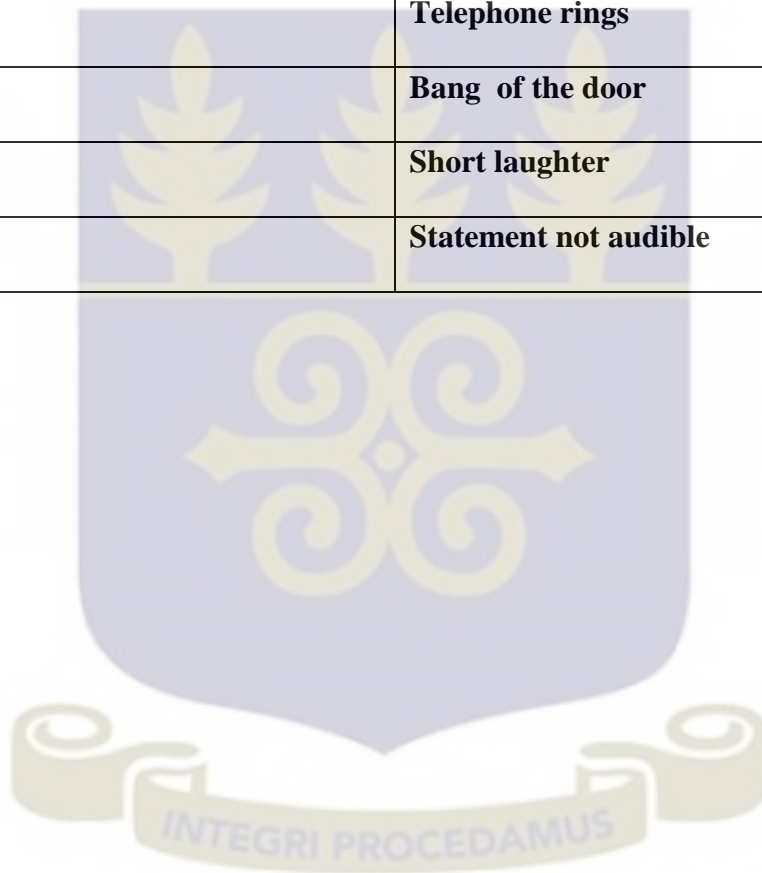 Telephone rings
Bang of the door
Short laughter
Statement not audible
INTEGRI PROCEDAMUS